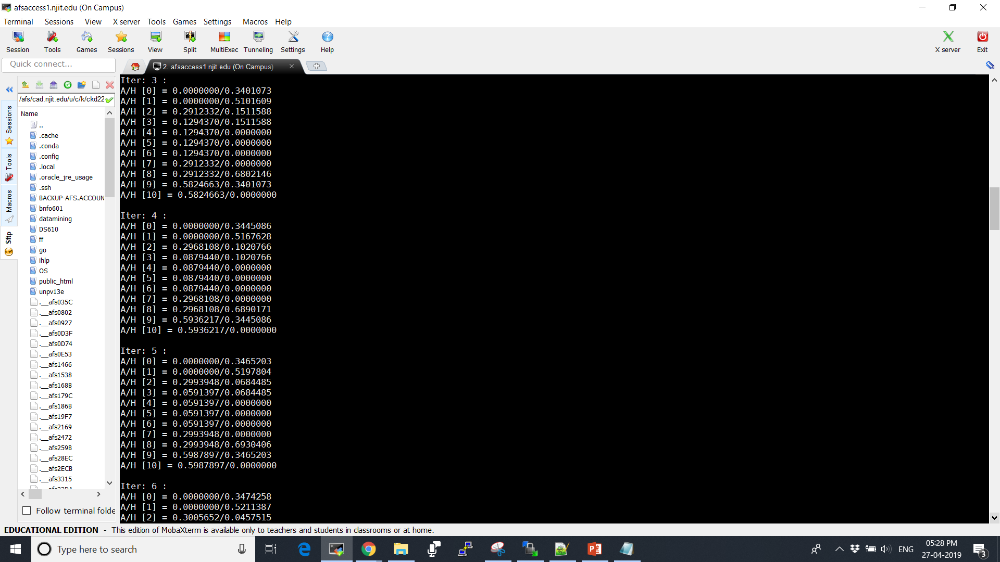 afsaccess1.njit.edu (On Campus)
Terminal Sessions View X server Tools Games Settings Macros Help
Session Tools Games Sessions View Split MultiExec Tunneling Settings Help X server Exit
Quick connect...
2. afsaccess1.njit.edu (On Campus)
/afs/cad.njit.edu/u/c/k/ckd22
Sessions
Tools
Macros
Sftp
Name
..
.cache
.conda
.config
.local
.oracle_jre_usage
.ssh
BACKUP-AFS.ACCOUN
bnfo601
datamining
DS610
ff
go
ihlp
OS
public_html
unpv13e
.__afs035C
.__afs0802
.__afs0927
.__afs0D3F
.__afs0D74
.__afs0E53
.__afs1466
.__afs1538
.__afs168B
.__afs179C
.__afs186B
.__afs19F7
.__afs2169
.__afs2472
.__afs259B
.__afs28EC
.__afs2ECB
.__afs3315
Follow terminal folde
Iter: 3 :
A/H [0] = 0.0000000/0.3401073
A/H [1] = 0.0000000/0.5101609
A/H [2] = 0.2912332/0.1511588
A/H [3] = 0.1294370/0.1511588
A/H [4] = 0.1294370/0.0000000
A/H [5] = 0.1294370/0.0000000
A/H [6] = 0.1294370/0.0000000
A/H [7] = 0.2912332/0.0000000
A/H [8] = 0.2912332/0.6802146
A/H [9] = 0.5824663/0.3401073
A/H [10] = 0.5824663/0.0000000
Iter: 4 :
A/H [0] = 0.0000000/0.3445086
A/H [1] = 0.0000000/0.5167628
A/H [2] = 0.2968108/0.1020766
A/H [3] = 0.0879440/0.1020766
A/H [4] = 0.0879440/0.0000000
A/H [5] = 0.0879440/0.0000000
A/H [6] = 0.0879440/0.0000000
A/H [7] = 0.2968108/0.0000000
A/H [8] = 0.2968108/0.6890171
A/H [9] = 0.5936217/0.3445086
A/H [10] = 0.5936217/0.0000000
Iter: 5 :
A/H [0] = 0.0000000/0.3465203
A/H [1] = 0.0000000/0.5197804
A/H [2] = 0.2993948/0.0684485
A/H [3] = 0.0591397/0.0684485
A/H [4] = 0.0591397/0.0000000
A/H [5] = 0.0591397/0.0000000
A/H [6] = 0.0591397/0.0000000
A/H [7] = 0.2993948/0.0000000
A/H [8] = 0.2993948/0.6930406
A/H [9] = 0.5987897/0.3465203
A/H [10] = 0.5987897/0.0000000
Iter: 6 :
A/H [0] = 0.0000000/0.3474258
A/H [1] = 0.0000000/0.5211387
A/H [2] = 0.3005652/0.0457515
EDUCATIONAL EDITION - This edition of MobaXterm is available only to teachers and students in classrooms or at home.
Type here to search
ENG
05:28 PM
27-04-2019
3